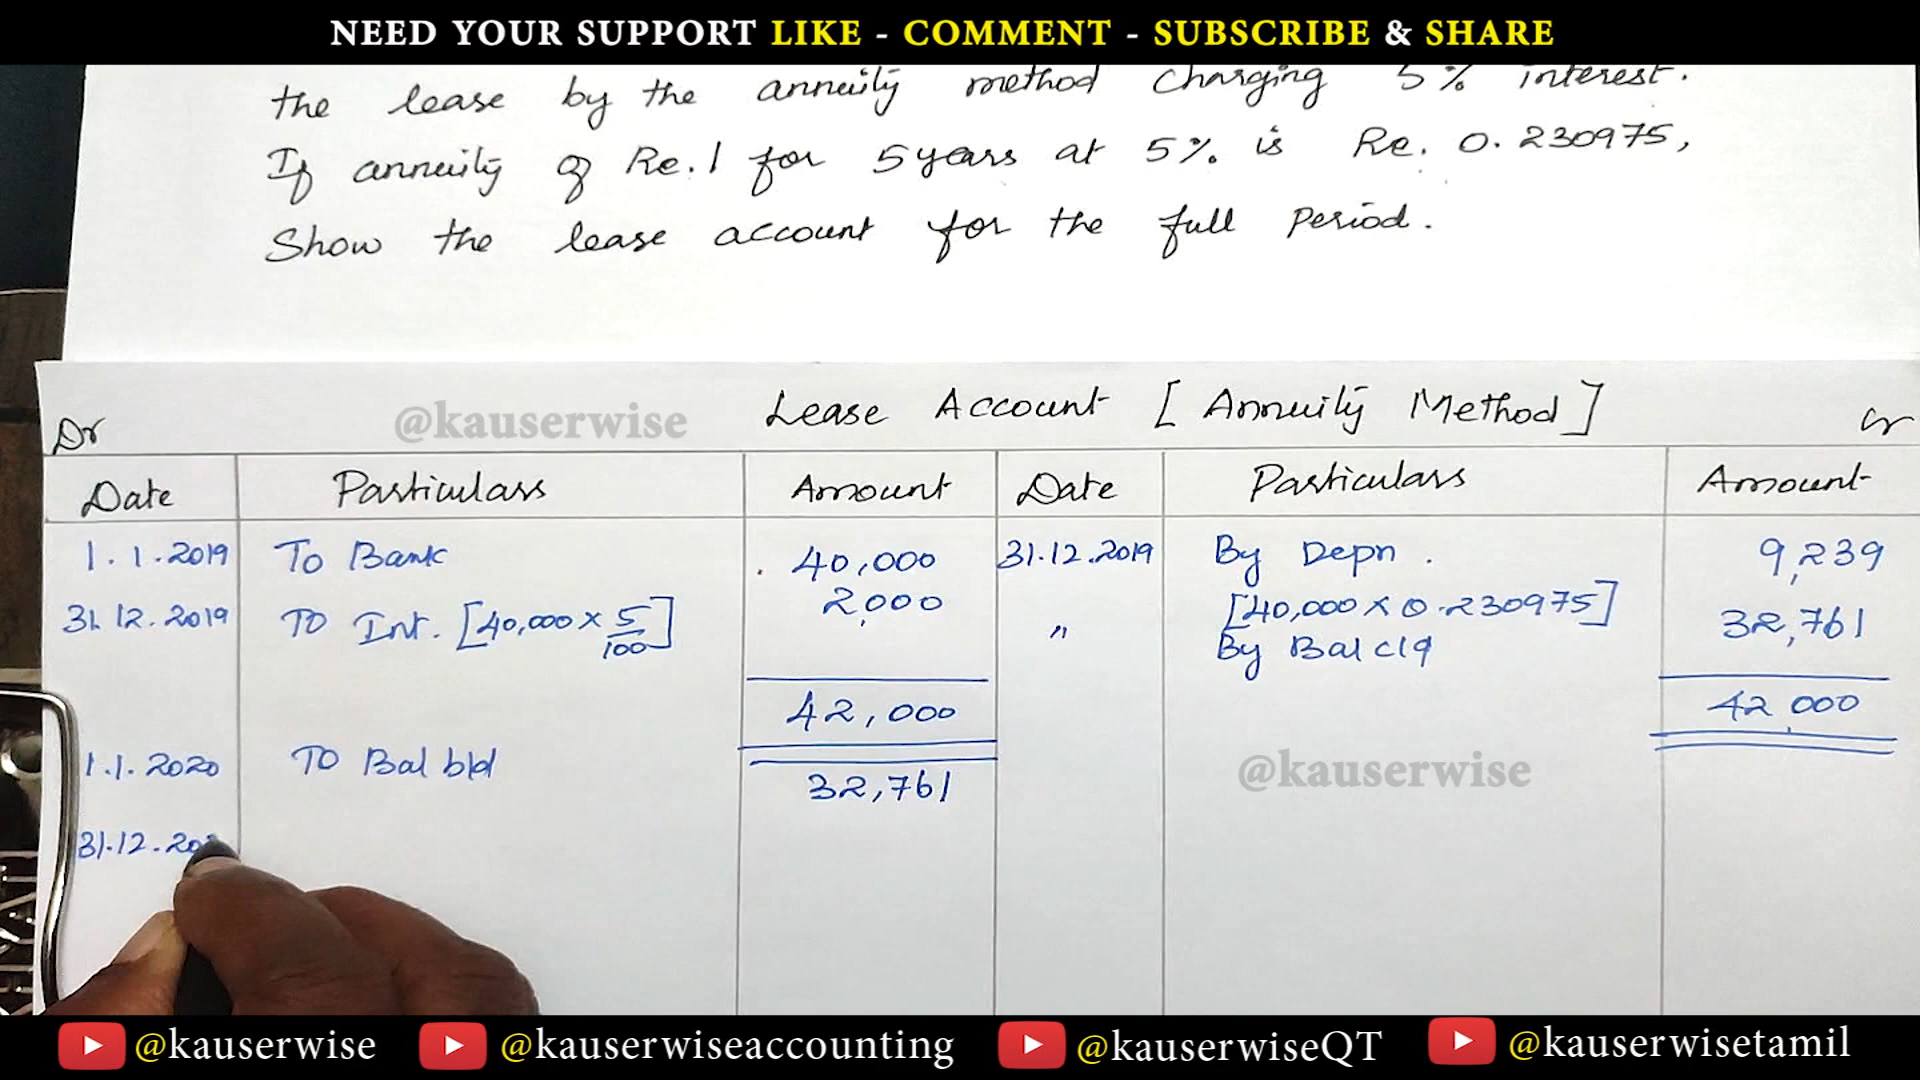 NEED YOUR SUPPORT LIKE - COMMENT - SUBSCRIBE & SHARE
the lease by the annuity method charging 5% interest.
If annuity of Re.1 for 5 years at 5% is Re. 0.230975,
Show the lease account for the full period.
@kauserwise
Lease Account [Annuity Method]
Dr Cr
Date Particulars Amount Date Particulars Amount
1.1.2019 To Bank 40,000 31.12.2019 By Depn. 9,239
31.12.2019 To Int. [40,000 × 5/100] 2,000 " [40,000 × 0.230975]
By Bal c/d 32,761
42,000 42,000
1.1.2020 To Bal b/d 32,761
@kauserwise
31.12.20
@kauserwise @kauserwiseaccounting @kauserwiseQT @kauserwisetamil